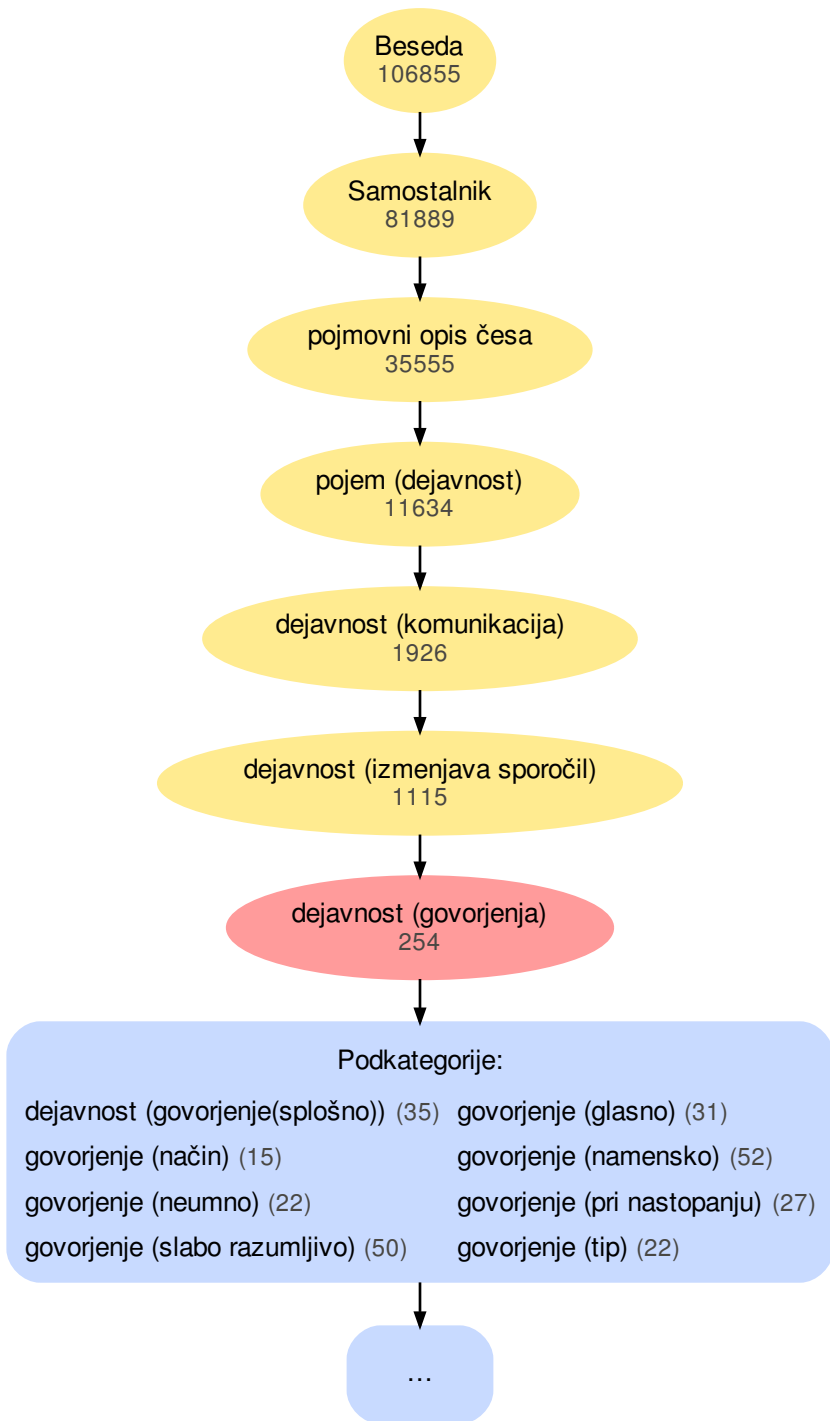 Beseda
106855
Samostalnik
81889
pojmovni opis česa
35555
pojem (dejavnost)
11634
dejavnost (komunikacija)
1926
dejavnost (izmenjava sporočil)
1115
dejavnost (govorjenja)
254
Podkategorije:
dejavnost (govorjenje(splošno)) (35) govorjenje (glasno) (31)
govorjenje (način) (15) govorjenje (namensko) (52)
govorjenje (neumno) (22) govorjenje (pri nastopanju) (27)
govorjenje (slabo razumljivo) (50) govorjenje (tip) (22)
...